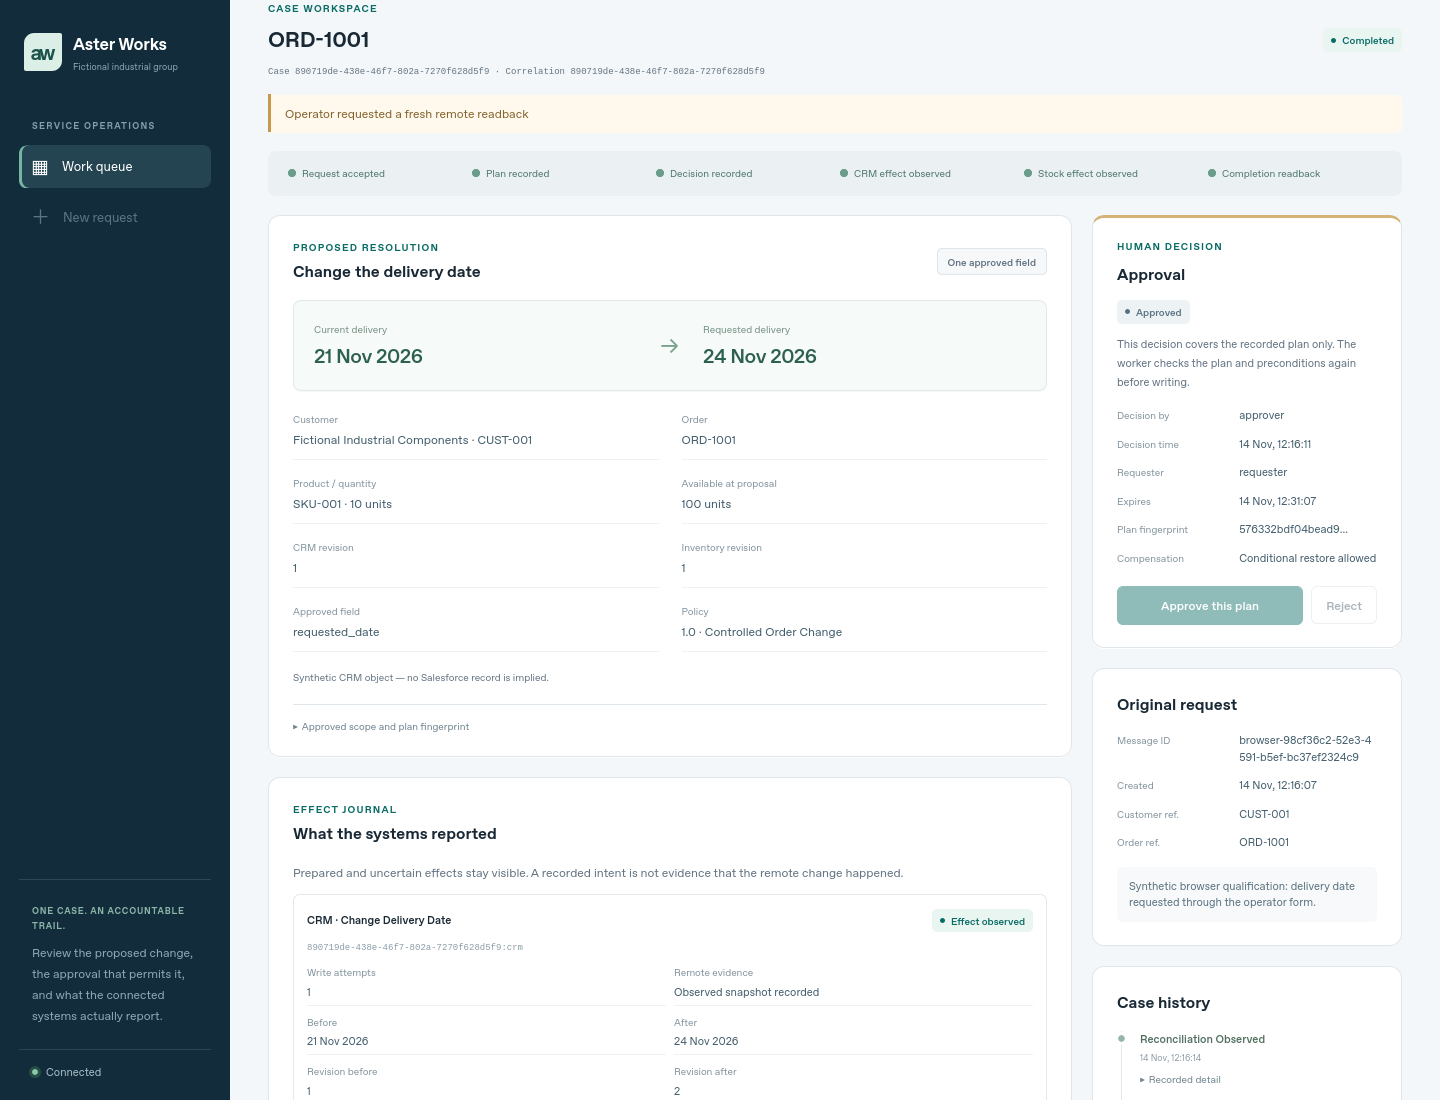 aw
Aster Works
Fictional industrial group
SERVICE OPERATIONS
Work queue
New request
ONE CASE. AN ACCOUNTABLE
TRAIL.
Review the proposed change,
the approval that permits it,
and what the connected
systems actually report.
Connected
CASE WORKSPACE
ORD-1001
Completed
Case 890719de-438e-46f7-802a-7270f628d5f9 · Correlation 890719de-438e-46f7-802a-7270f628d5f9
Operator requested a fresh remote readback
Request accepted
Plan recorded
Decision recorded
CRM effect observed
Stock effect observed
Completion readback
PROPOSED RESOLUTION
Change the delivery date
One approved field
Current delivery
21 Nov 2026
Requested delivery
24 Nov 2026
Customer
Fictional Industrial Components · CUST-001
Order
ORD-1001
Product / quantity
SKU-001 · 10 units
Available at proposal
100 units
CRM revision
1
Inventory revision
1
Approved field
requested_date
Policy
1.0 · Controlled Order Change
Synthetic CRM object — no Salesforce record is implied.
Approved scope and plan fingerprint
EFFECT JOURNAL
What the systems reported
Prepared and uncertain effects stay visible. A recorded intent is not evidence that the remote change happened.
CRM · Change Delivery Date
Effect observed
890719de-438e-46f7-802a-7270f628d5f9:crm
Write attempts
1
Remote evidence
Observed snapshot recorded
Before
21 Nov 2026
After
24 Nov 2026
Revision before
1
Revision after
2
HUMAN DECISION
Approval
Approved
This decision covers the recorded plan only. The
worker checks the plan and preconditions again
before writing.
Decision by approver
Decision time 14 Nov, 12:16:11
Requester requester
Expires 14 Nov, 12:31:07
Plan fingerprint 576332bdf04bead9...
Compensation Conditional restore allowed
Approve this plan
Reject
Original request
Message ID browser-98cf36c2-52e3-4
591-b5ef-bc37ef2324c9
Created 14 Nov, 12:16:07
Customer ref. CUST-001
Order ref. ORD-1001
Synthetic browser qualification: delivery date
requested through the operator form.
Case history
Reconciliation Observed
14 Nov, 12:16:14
Recorded detail